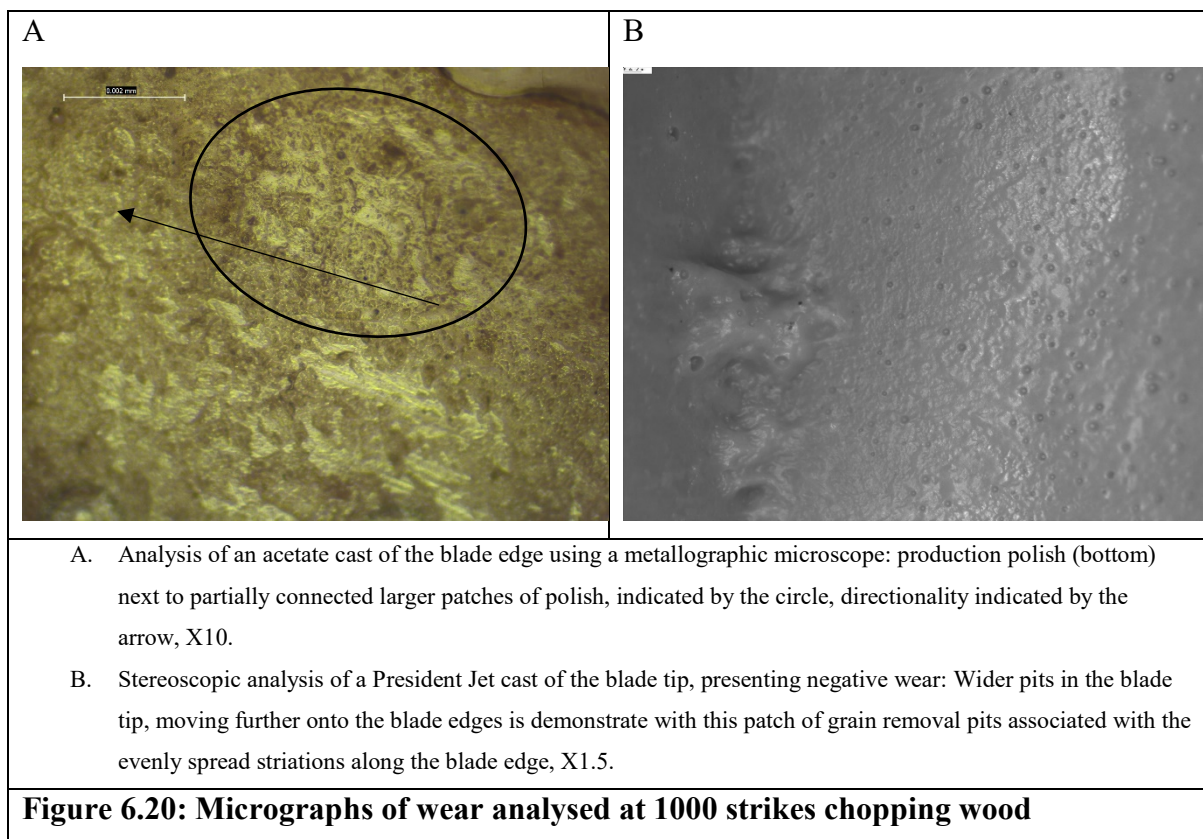 A
B
0.002 mm
A. Analysis of an acetate cast of the blade edge using a metallographic microscope: production polish (bottom)
next to partially connected larger patches of polish, indicated by the circle, directionality indicated by the
arrow, X10.
B. Stereoscopic analysis of a President Jet cast of the blade tip, presenting negative wear: Wider pits in the blade
tip, moving further onto the blade edges is demonstrate with this patch of grain removal pits associated with the
evenly spread striations along the blade edge, X1.5.
Figure 6.20: Micrographs of wear analysed at 1000 strikes chopping wood